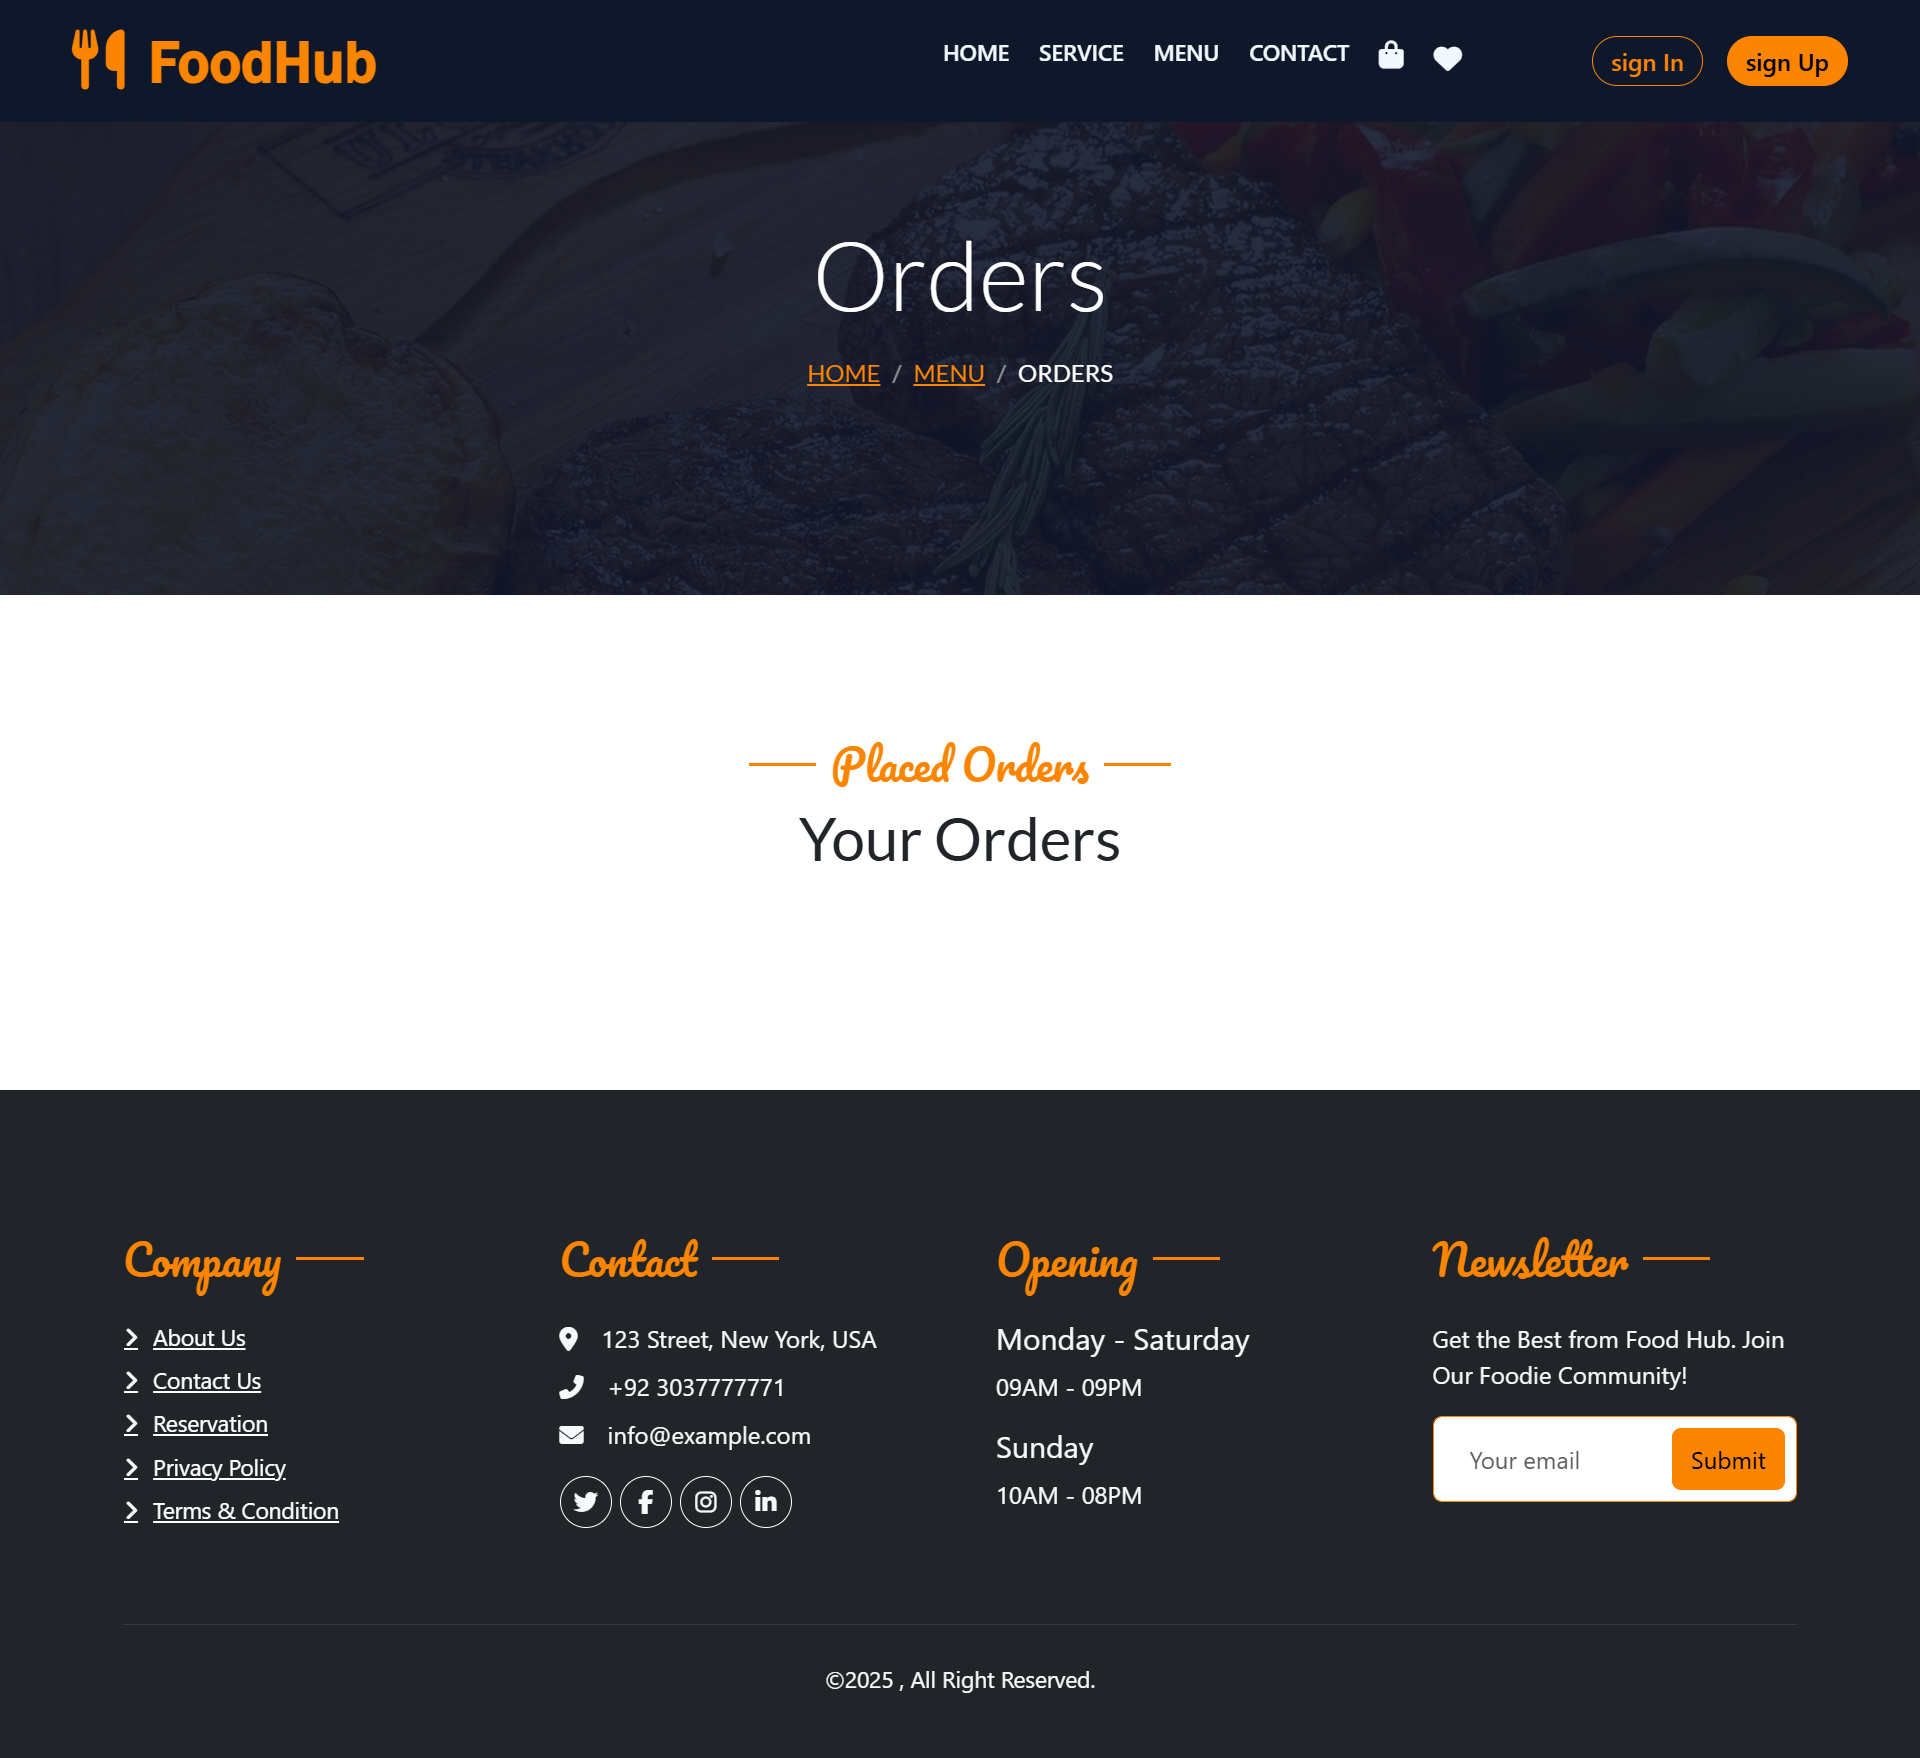 FoodHub
HOME SERVICE MENU CONTACT
sign In
sign Up
Orders
HOME / MENU / ORDERS
Placed Orders
Your Orders
Company
About Us
Contact Us
Reservation
Privacy Policy
Terms & Condition
Contact
123 Street, New York, USA
+92 3037777771
info@example.com
Opening
Monday - Saturday
09AM - 09PM
Sunday
10AM - 08PM
Newsletter
Get the Best from Food Hub. Join
Our Foodie Community!
Your email
Submit
©2025 , All Right Reserved.